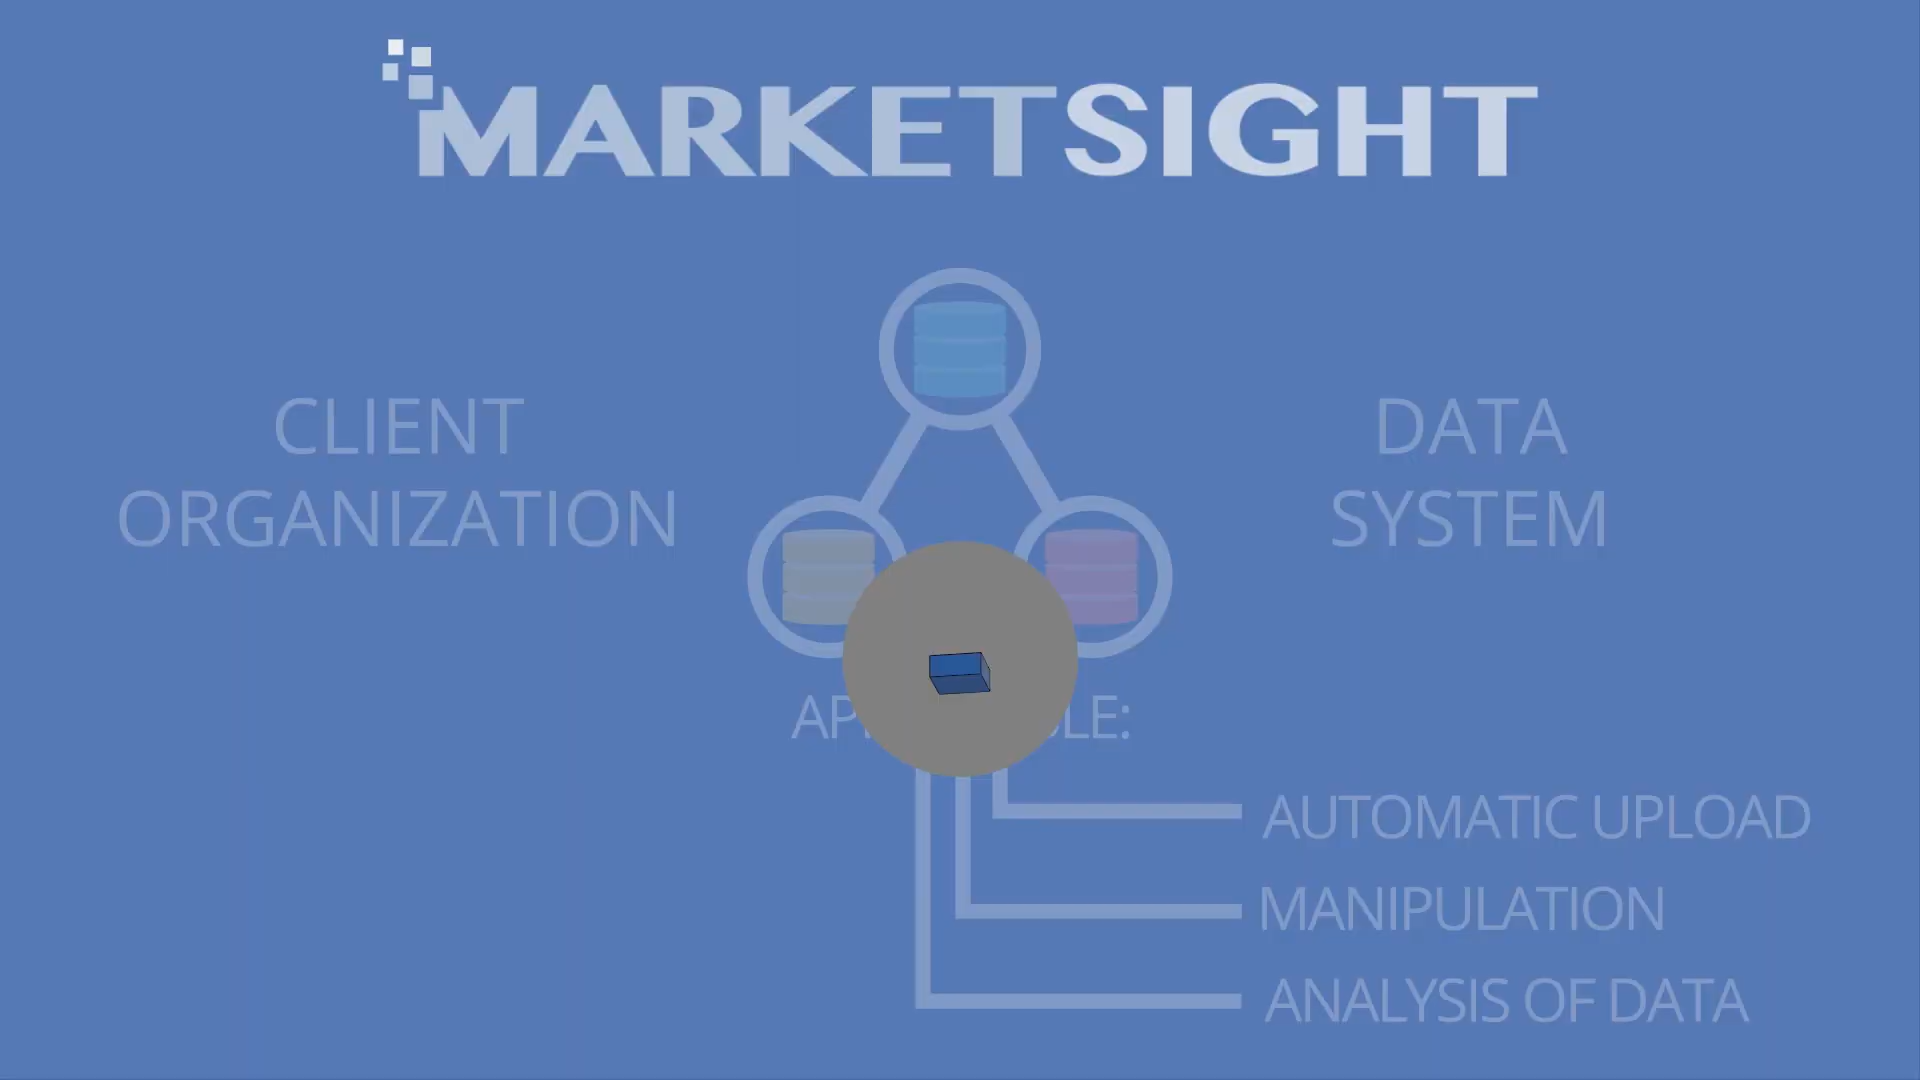 MARKETSIGHT
CLIENT
ORGANIZATION
DATA
SYSTEM
AUTOMATIC UPLOAD
MANIPULATION
ANALYSIS OF DATA